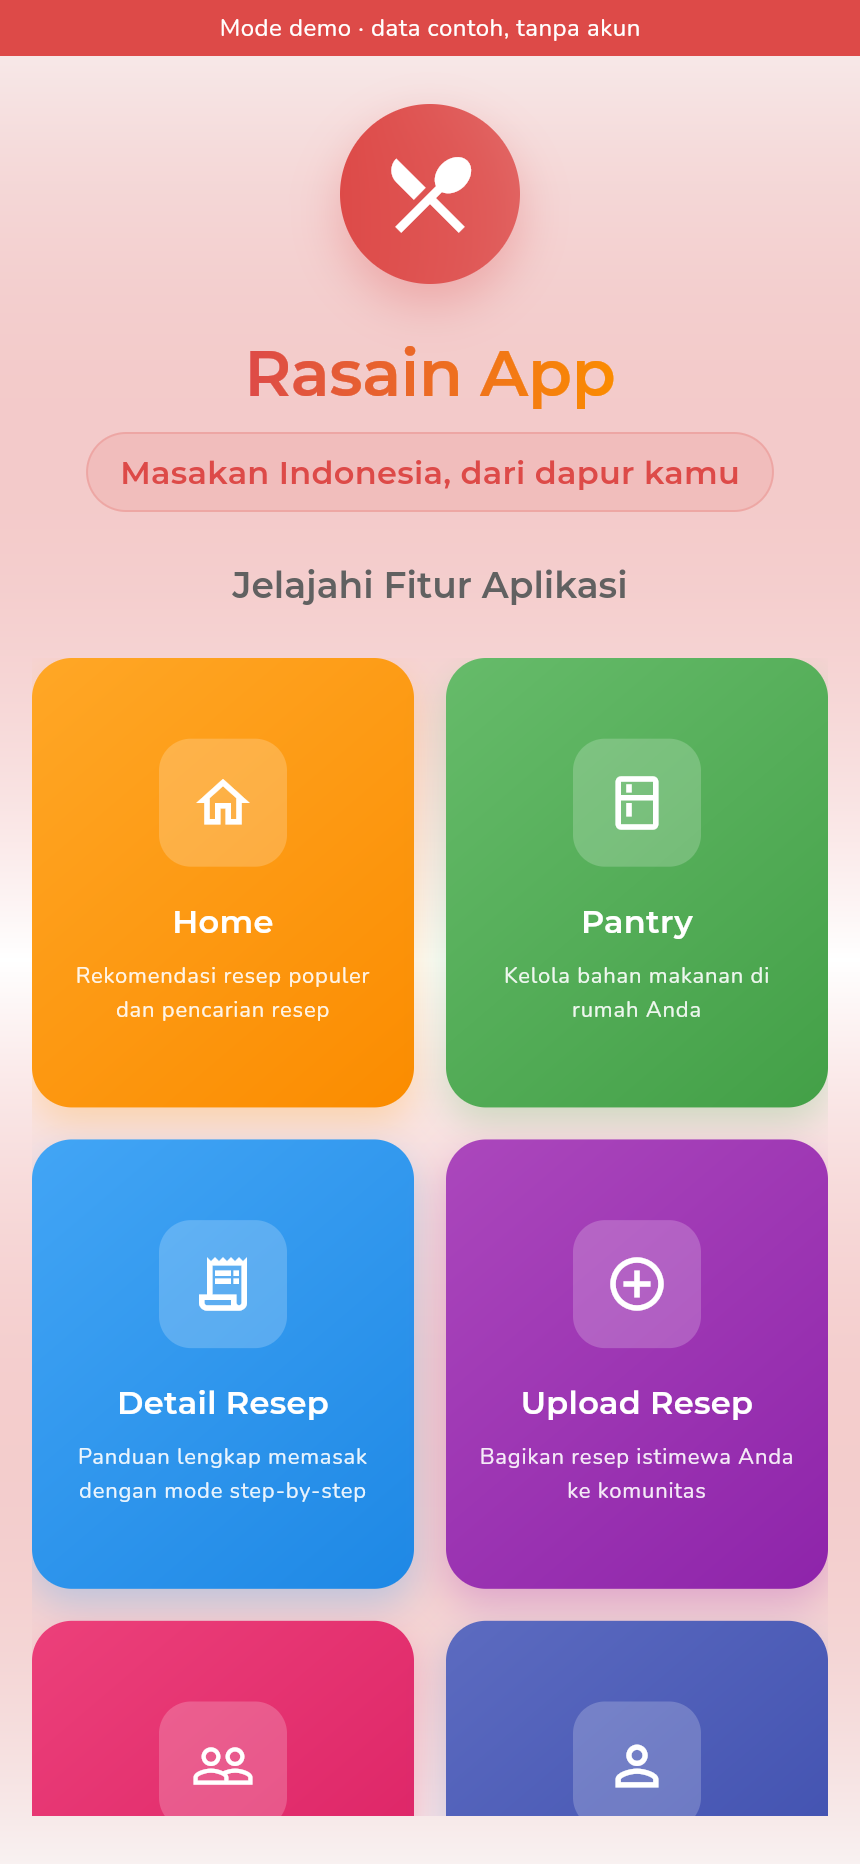 Mode demo · data contoh, tanpa akun
Rasain App
Masakan Indonesia, dari dapur kamu
Jelajahi Fitur Aplikasi
Home
Rekomendasi resep populer
dan pencarian resep
Pantry
Kelola bahan makanan di
rumah Anda
Detail Resep
Panduan lengkap memasak
dengan mode step-by-step
Upload Resep
Bagikan resep istimewa Anda
ke komunitas